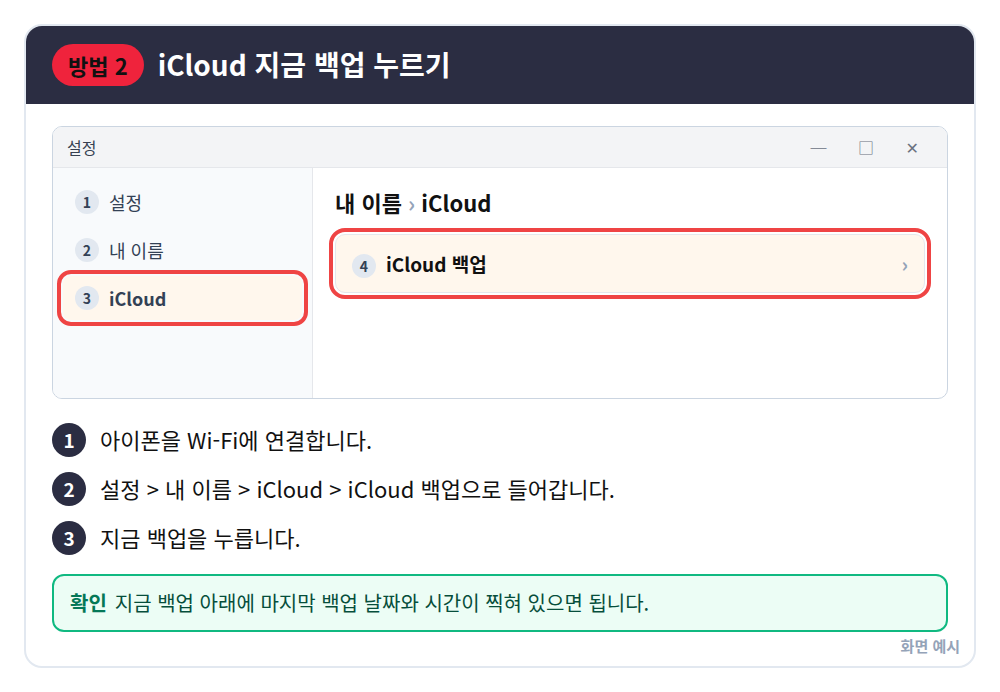 방법 2 iCloud 지금 백업 누르기
설정
1 설정
2 내 이름
3 iCloud
내 이름 › iCloud
4 iCloud 백업 ›
1 아이폰을 Wi-Fi에 연결합니다.
2 설정 > 내 이름 > iCloud > iCloud 백업으로 들어갑니다.
3 지금 백업을 누릅니다.
확인 지금 백업 아래에 마지막 백업 날짜와 시간이 찍혀 있으면 됩니다.
화면 예시